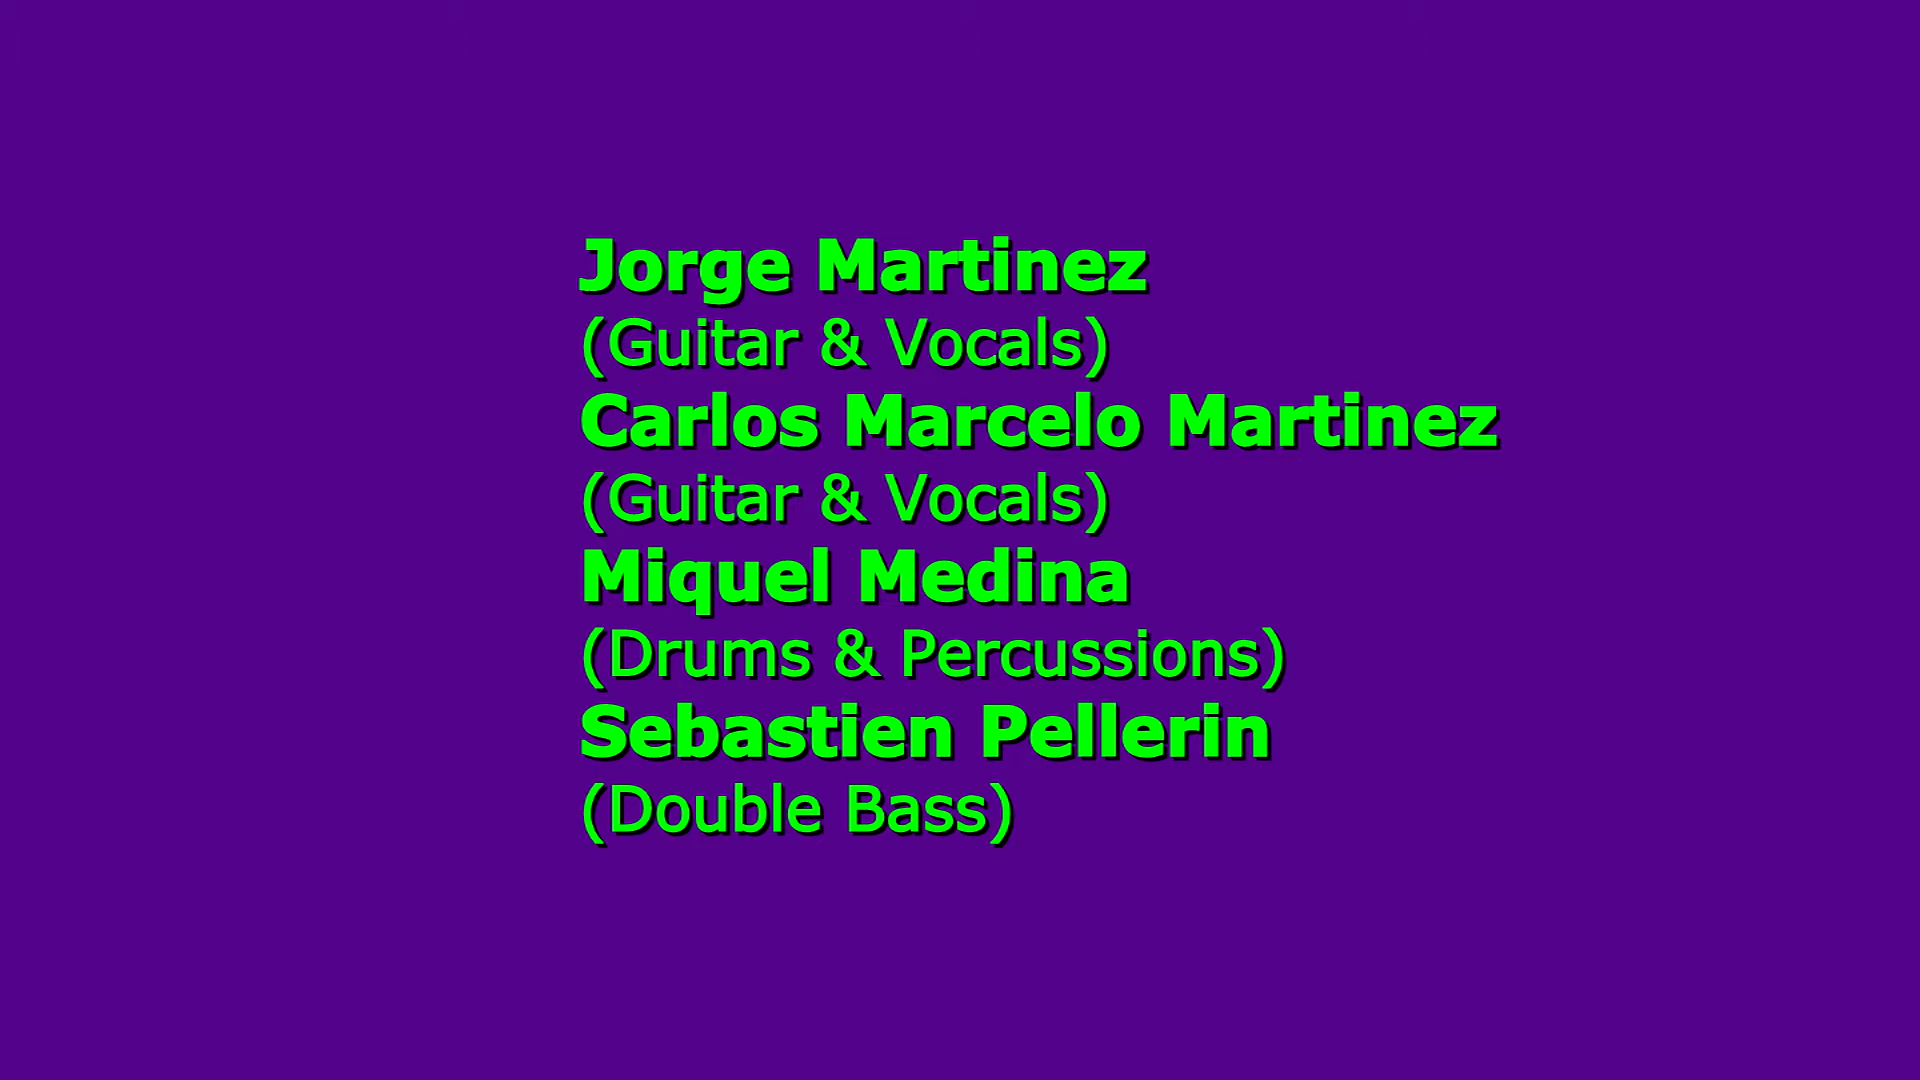 Jorge Martinez
(Guitar & Vocals)
Carlos Marcelo Martinez
(Guitar & Vocals)
Miquel Medina
(Drums & Percussions)
Sebastien Pellerin
(Double Bass)